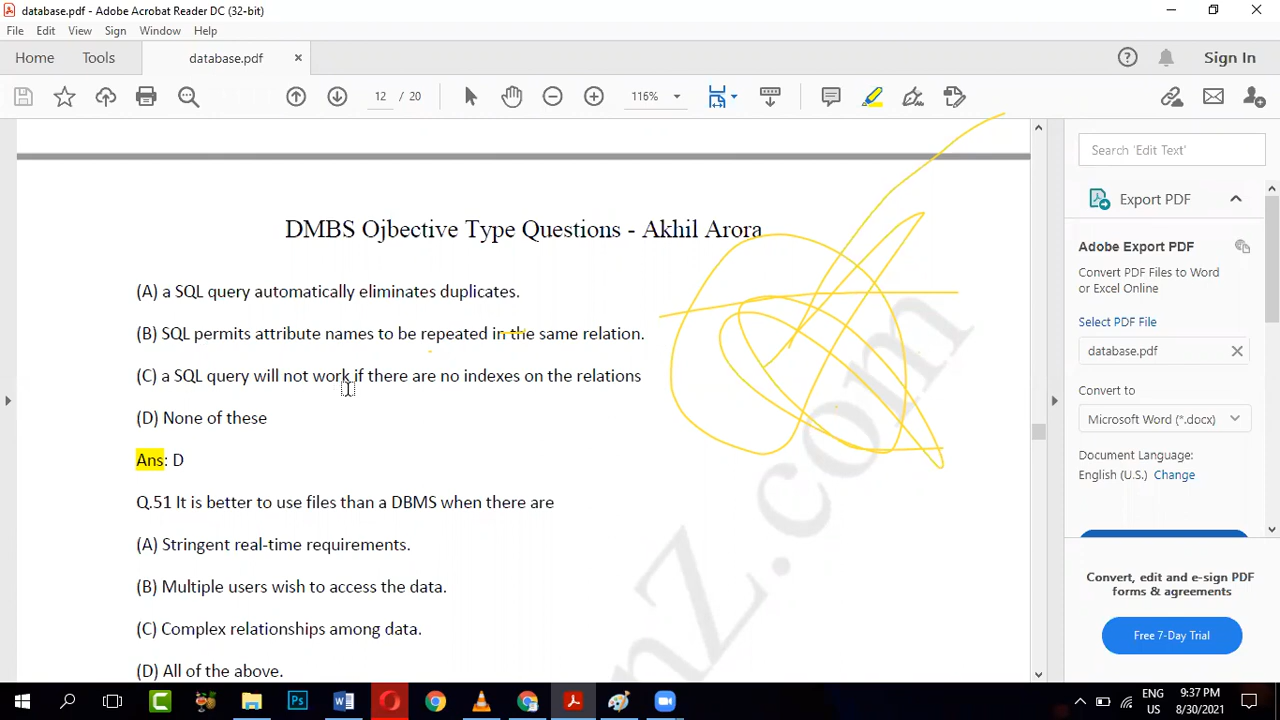 database.pdf - Adobe Acrobat Reader DC (32-bit)
File Edit View Sign Window Help
Home Tools database.pdf × Sign In
12 / 20 116%
DMBS Ojbective Type Questions - Akhil Arora
(A) a SQL query automatically eliminates duplicates.
(B) SQL permits attribute names to be repeated in the same relation.
(C) a SQL query will not work if there are no indexes on the relations
(D) None of these
Ans: D
Q.51 It is better to use files than a DBMS when there are
(A) Stringent real-time requirements.
(B) Multiple users wish to access the data.
(C) Complex relationships among data.
(D) All of the above.
nZ.com
Search 'Edit Text'
Export PDF
Adobe Export PDF
Convert PDF Files to Word
or Excel Online
Select PDF File
database.pdf
Convert to
Microsoft Word (*.docx)
Document Language:
English (U.S.) Change
Convert, edit and e-sign PDF
forms & agreements
Free 7-Day Trial
ENG
US
9:37 PM
8/30/2021